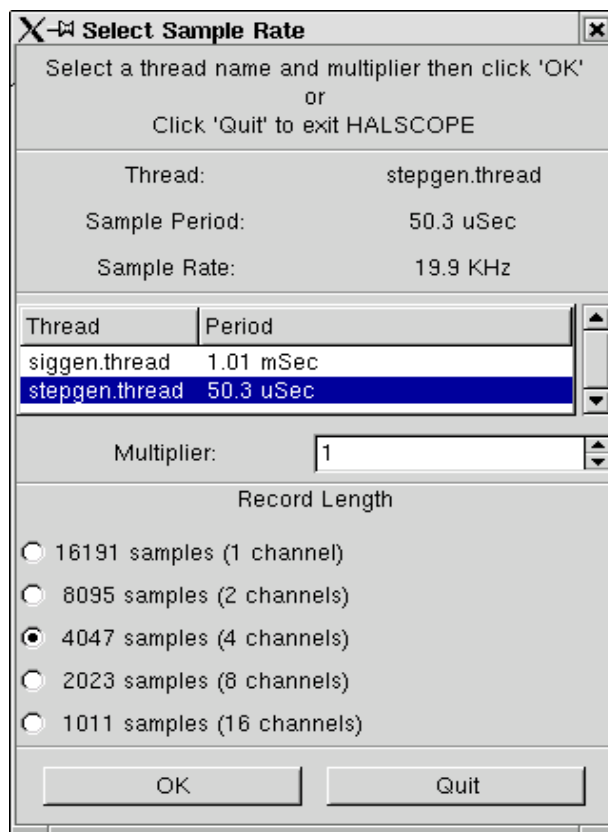 Select Sample Rate
Select a thread name and multiplier then click 'OK'
or
Click 'Quit' to exit HALSCOPE
Thread: stepgen.thread
Sample Period: 50.3 uSec
Sample Rate: 19.9 KHz
Thread Period
siggen.thread 1.01 mSec
stepgen.thread 50.3 uSec
Multiplier: 1
Record Length
16191 samples (1 channel)
8095 samples (2 channels)
4047 samples (4 channels)
2023 samples (8 channels)
1011 samples (16 channels)
OK Quit